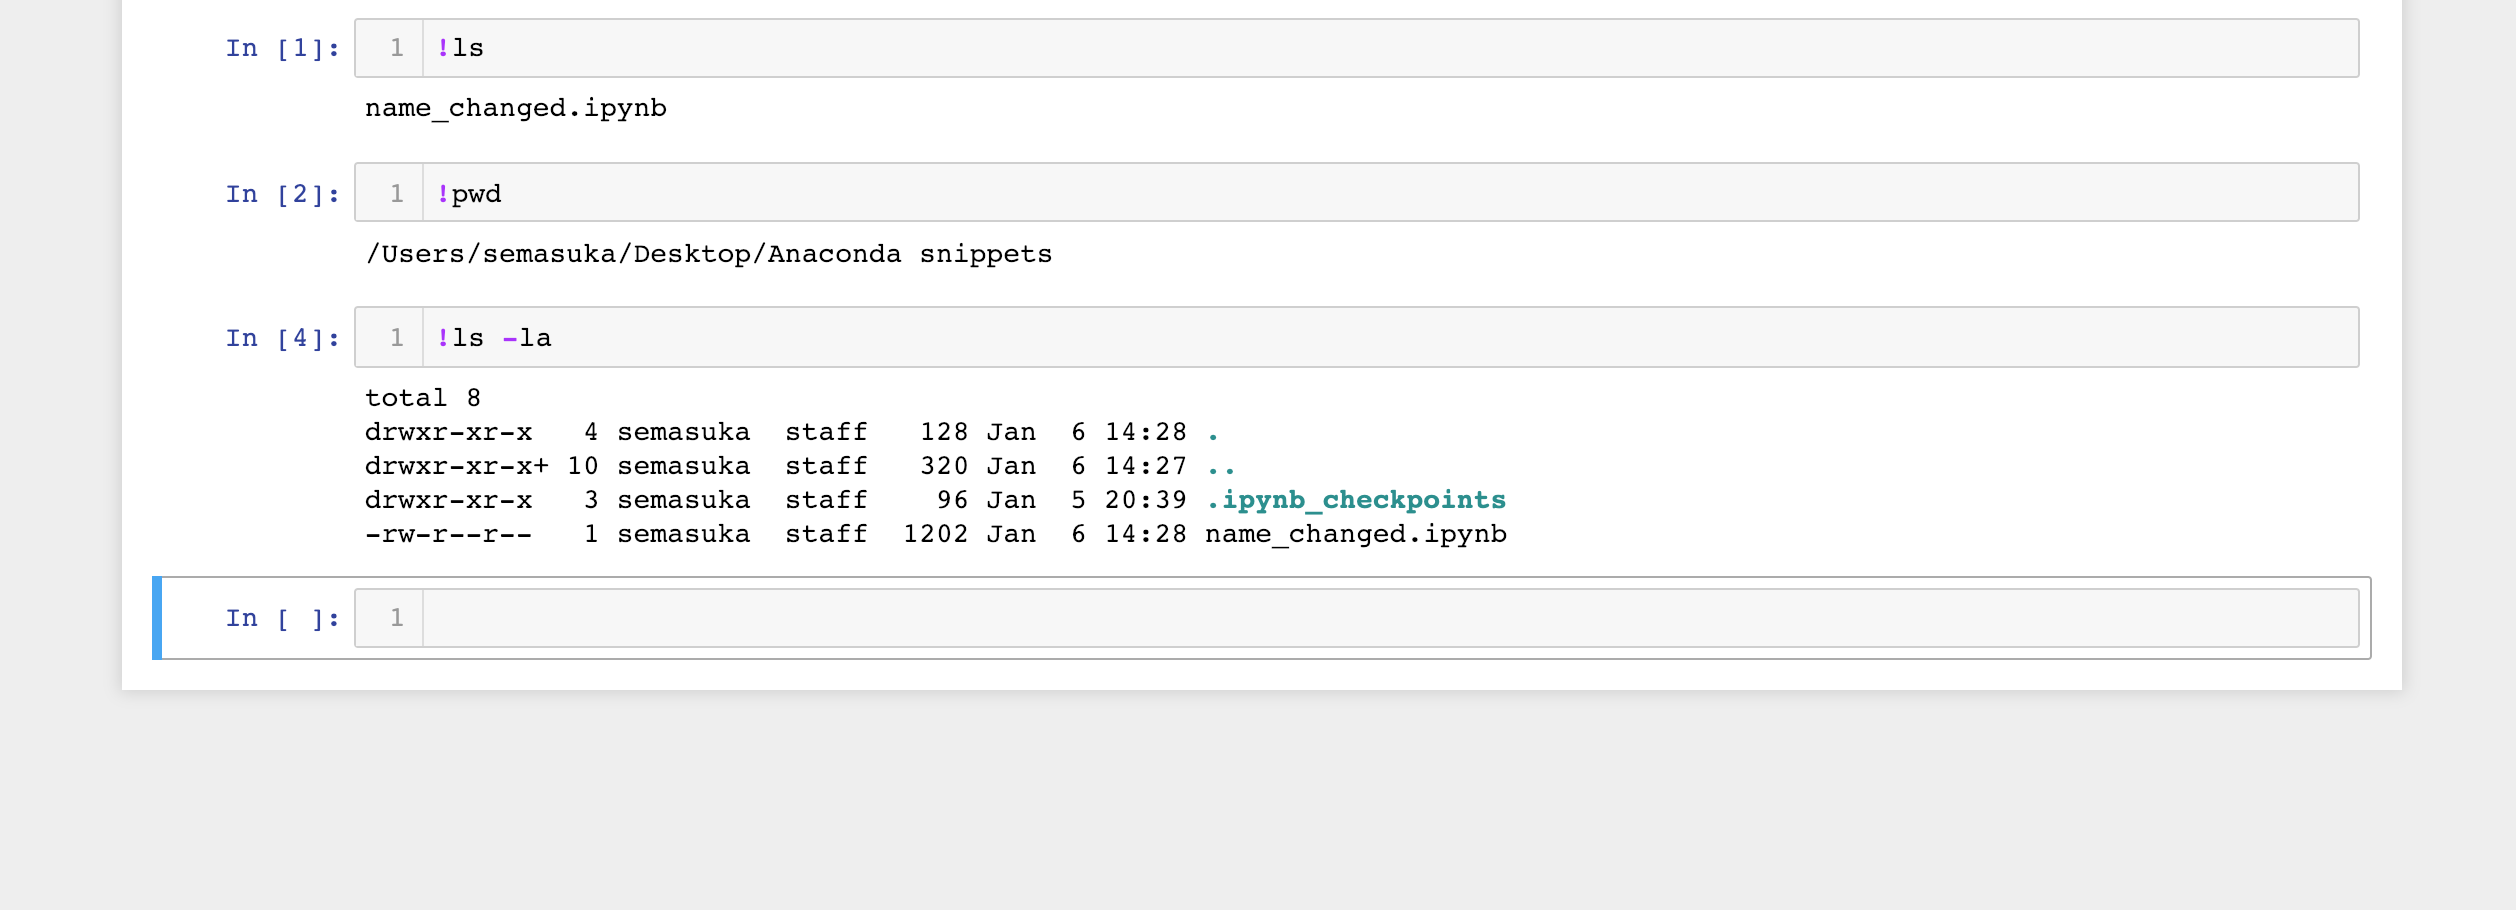 In [1]: 1 !ls
name_changed.ipynb
In [2]: 1 !pwd
/Users/semasuka/Desktop/Anaconda snippets
In [4]: 1 !ls -la
total 8
drwxr-xr-x   4 semasuka  staff   128 Jan  6 14:28 .
drwxr-xr-x+ 10 semasuka  staff   320 Jan  6 14:27 ..
drwxr-xr-x   3 semasuka  staff    96 Jan  5 20:39 .ipynb_checkpoints
-rw-r--r--   1 semasuka  staff  1202 Jan  6 14:28 name_changed.ipynb
In [ ]: 1